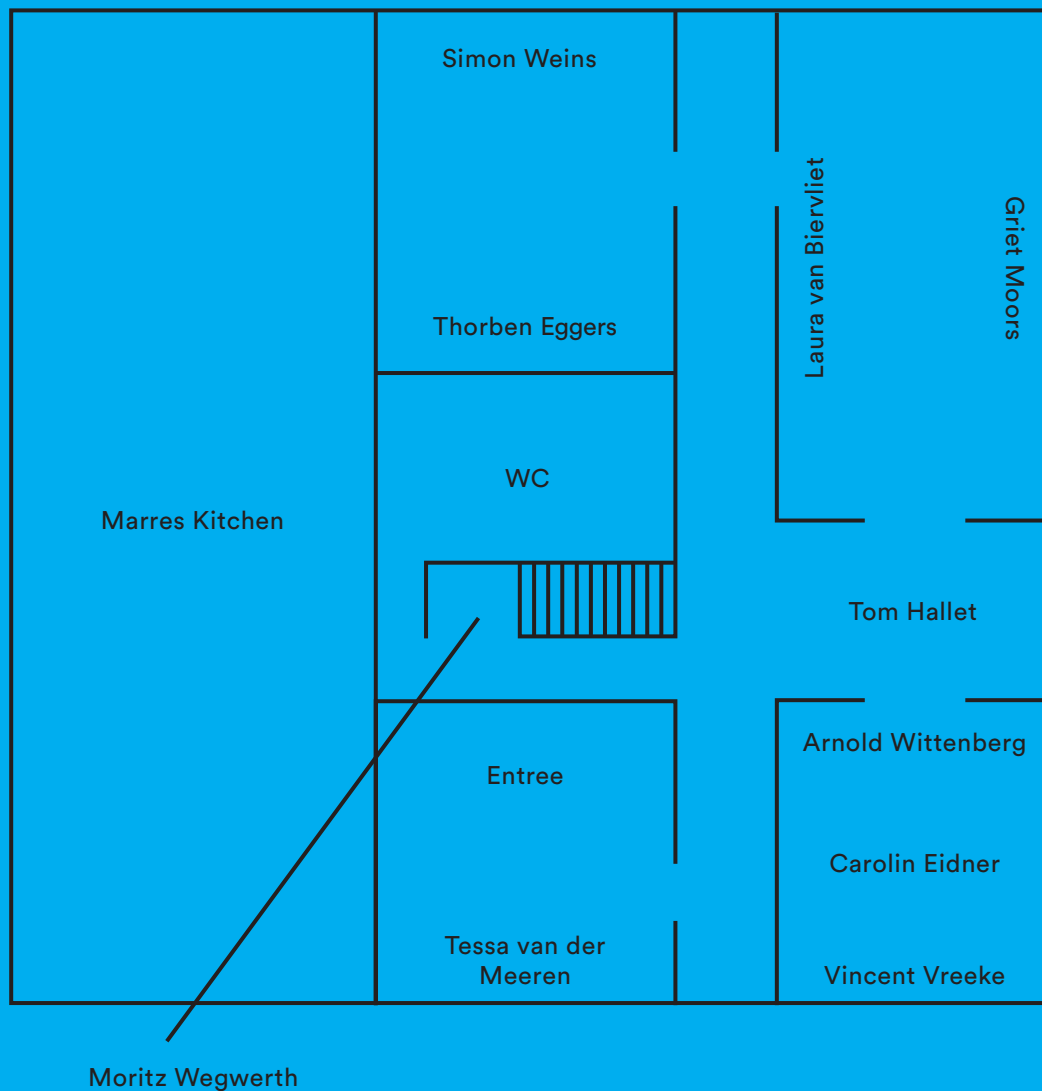 Simon Weins
Laura van Biervliet
Griet Moors
Thorben Eggers
WC
Marres Kitchen
Tom Hallet
Arnold Wittenberg
Entree
Carolin Eidner
Tessa van der
Meeren
Vincent Vreeke
Moritz Wegwerth